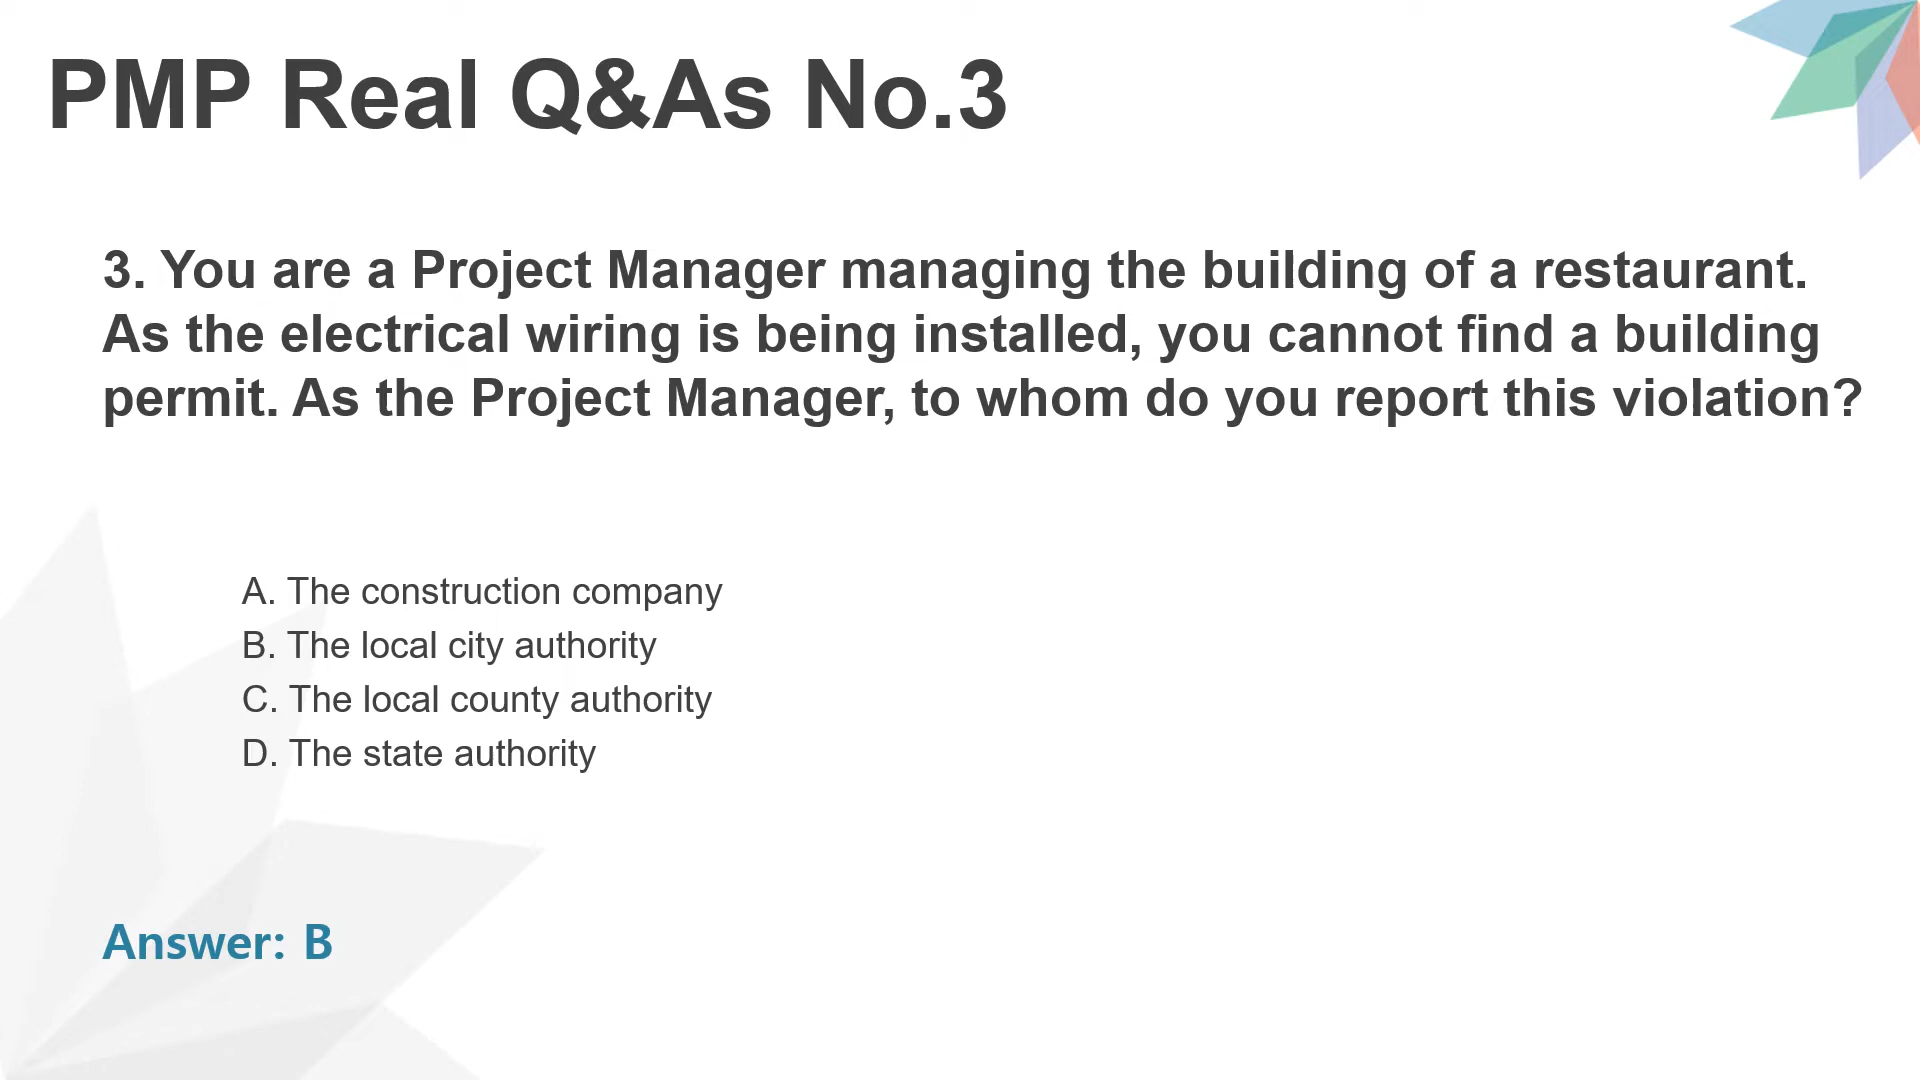 PMP Real Q&As No.3
3. You are a Project Manager managing the building of a restaurant.
As the electrical wiring is being installed, you cannot find a building
permit. As the Project Manager, to whom do you report this violation?
A. The construction company
B. The local city authority
C. The local county authority
D. The state authority
Answer: B